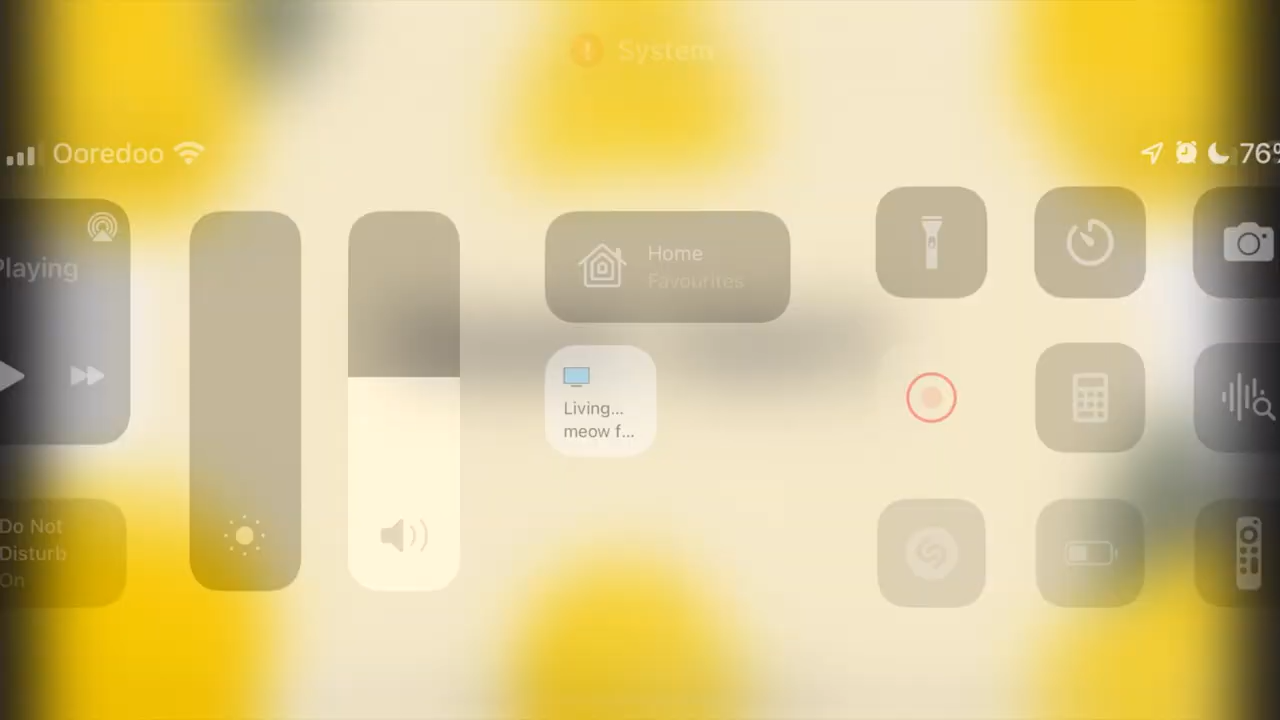 System
Ooredoo
76%
Playing
Home
Favourites
Living...
meow f...
Do Not
Disturb
On